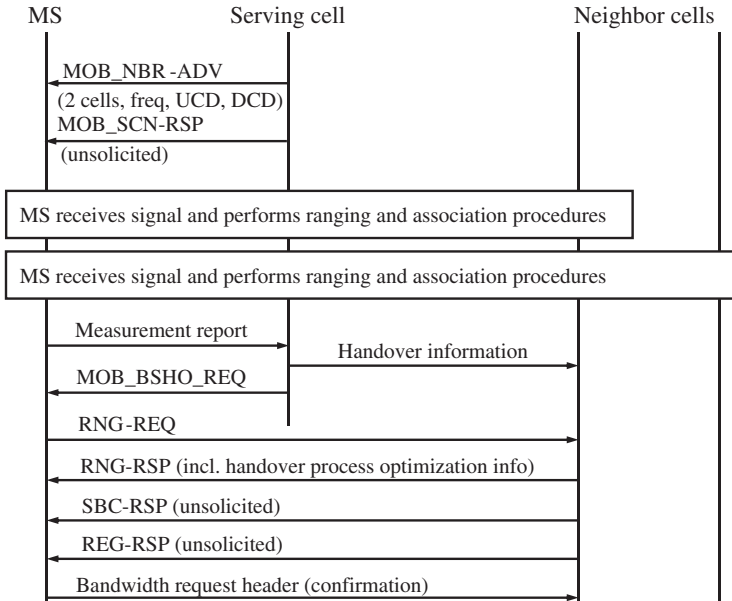 MS Serving cell Neighbor cells
MOB_NBR-ADV
(2 cells, freq, UCD, DCD)
MOB_SCN-RSP
(unsolicited)
MS receives signal and performs ranging and association procedures
MS receives signal and performs ranging and association procedures
Measurement report
Handover information
MOB_BSHO_REQ
RNG-REQ
RNG-RSP (incl. handover process optimization info)
SBC-RSP (unsolicited)
REG-RSP (unsolicited)
Bandwidth request header (confirmation)